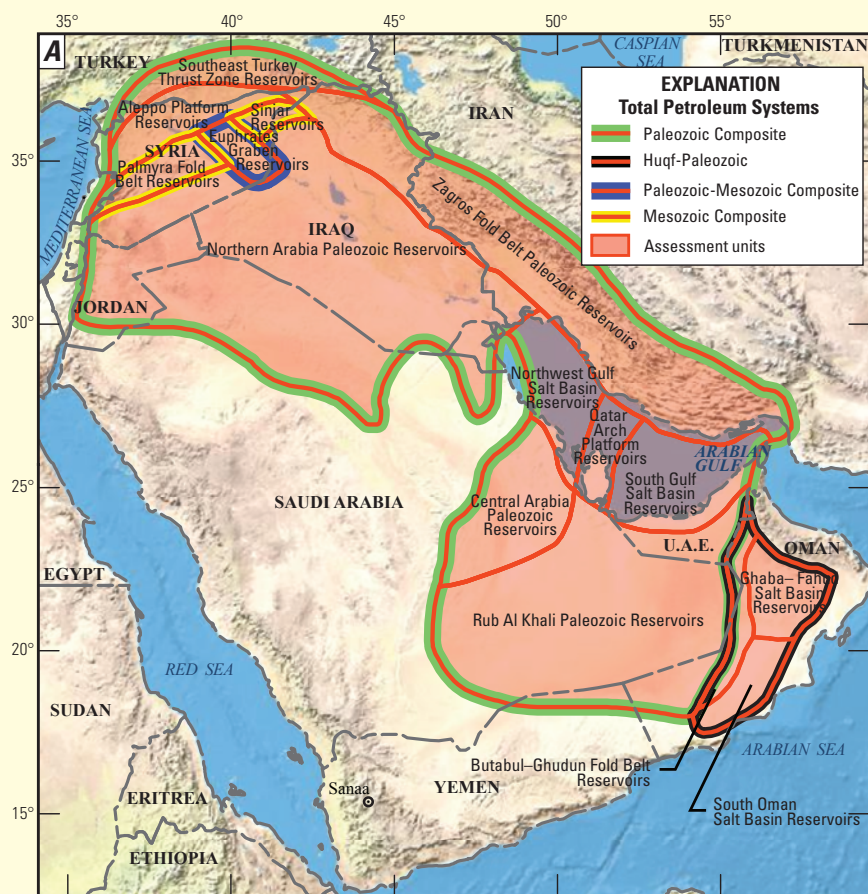 35°
40°
45°
50°
55°
A
TURKEY
CASPIAN
SEA
TURKMENISTAN
Southeast Turkey
Thrust Zone Reservoirs
EXPLANATION
Total Petroleum Systems
Paleozoic Composite
Huqf-Paleozoic
Paleozoic-Mesozoic Composite
Mesozoic Composite
Assessment units
Aleppo Platform
Reservoirs
Sinjar
Reservoirs
IRAN
MEDITERRANEAN SEA
Euphrates
Graben
Reservoirs
35°
SYRIA
Palmyra Fold
Belt Reservoirs
Zagros Fold Belt Paleozoic Reservoirs
IRAQ
Northern Arabia Paleozoic Reservoirs
JORDAN
30°
Northwest Gulf
Salt Basin
Reservoirs
Qatar
Arch
Platform
Reservoirs
ARABIAN
GULF
South Gulf
Salt Basin
Reservoirs
25°
SAUDI ARABIA
Central Arabia
Paleozoic
Reservoirs
U.A.E.
OMAN
EGYPT
Ghaba– Fahud
Salt Basin
Reservoirs
20°
Rub Al Khali Paleozoic Reservoirs
RED SEA
SUDAN
ARABIAN SEA
Butabul–Ghudun Fold Belt
Reservoirs
YEMEN
Sanaa
ERITREA
15°
South Oman
Salt Basin Reservoirs
ETHIOPIA